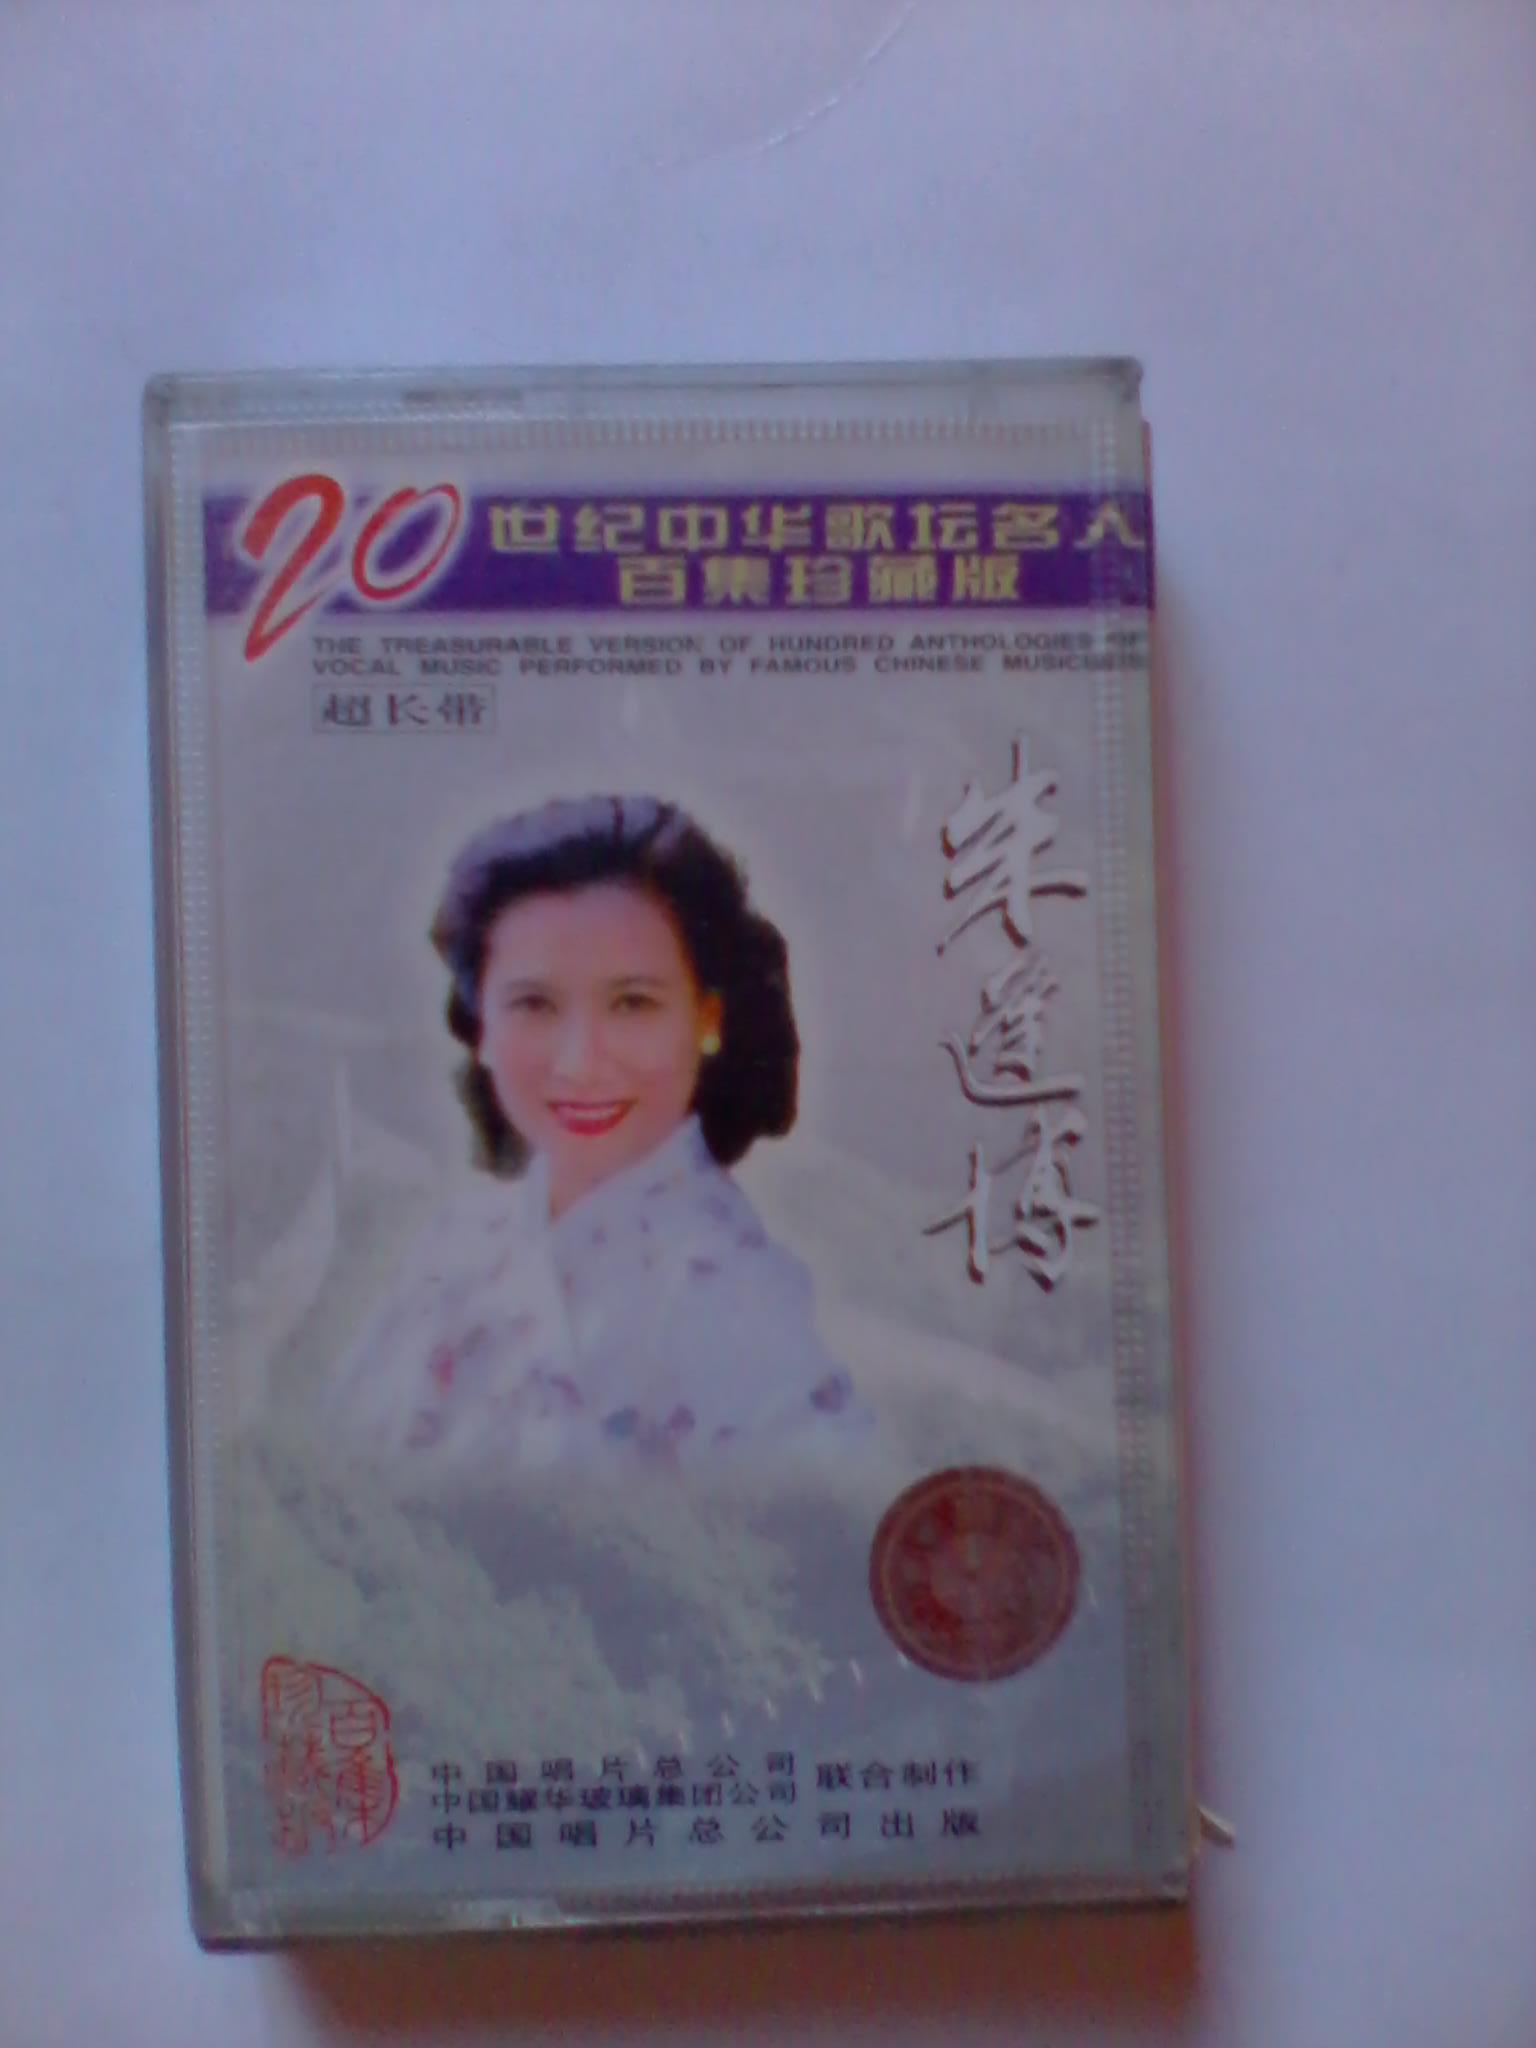 20世纪中华歌坛名人
百集珍藏版
THE TREASURABLE VERSION OF HUNDRED ANTHOLOGIES OF
VOCAL MUSIC PERFORMED BY FAMOUS CHINESE MUSICIANS
超长带
朱逢博
中国唱片总公司
中国耀华玻璃集团公司
联合制作
中国唱片总公司出版